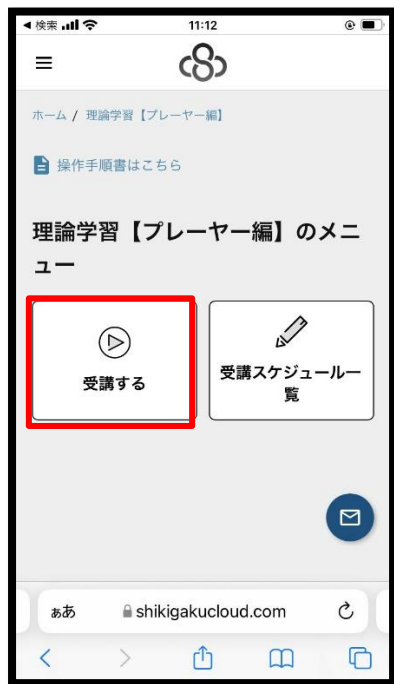 ◀検索 11:12
ホーム / 理論学習【プレーヤー編】
操作手順書はこちら
理論学習【プレーヤー編】のメニ
ュー
受講する
受講スケジュール一
覧
ぁあ shikigakucloud.com